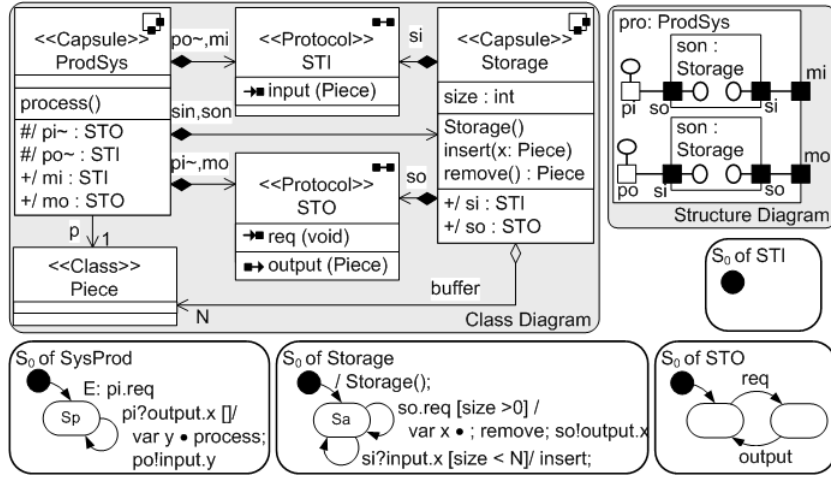 <<Capsule>>
ProdSys
process()
#/ pi~ : STO
#/ po~ : STI
+/ mi : STI
+/ mo : STO
po~,mi
<<Protocol>>
STI
input (Piece)
si
<<Capsule>>
Storage
size : int
Storage()
insert(x: Piece)
remove() : Piece
+/ si : STI
+/ so : STO
sin,son
pi~,mo
<<Protocol>>
STO
req (void)
output (Piece)
so
p
1
<<Class>>
Piece
N
buffer
Class Diagram
pro: ProdSys
son :
Storage
mi
pi
so
si
son :
Storage
mo
po
si
so
Structure Diagram
S0 of STI
S0 of SysProd
E: pi.req
Sp
pi?output.x []/
var y • process;
po!input.y
S0 of Storage
/ Storage();
Sa
so.req [size >0] /
var x • ; remove; so!output.x
si?input.x [size < N]/ insert;
S0 of STO
req
output